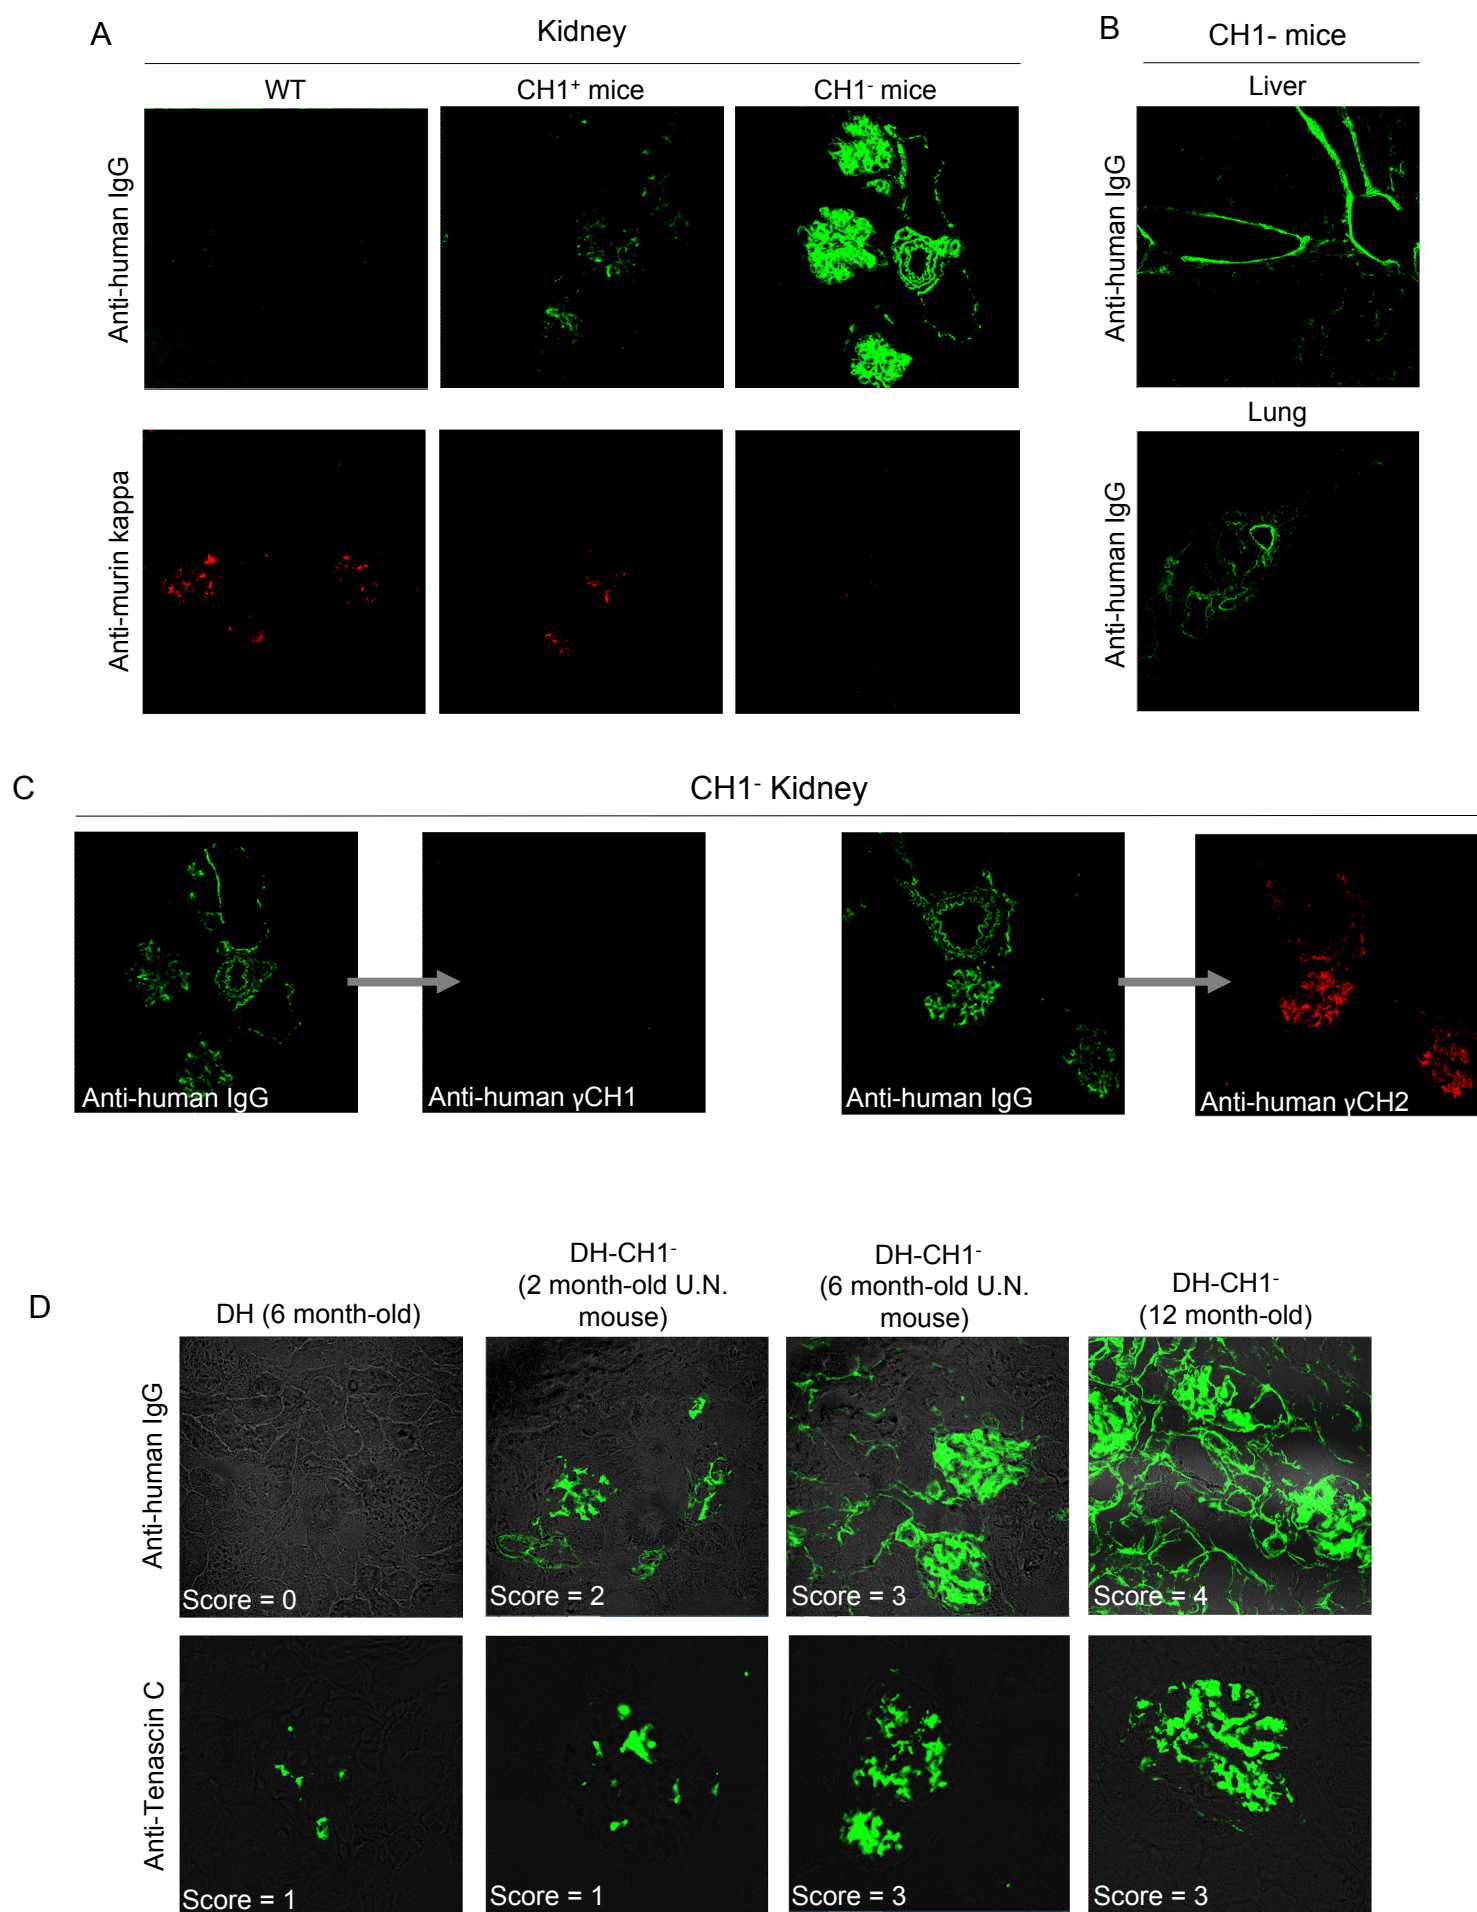 A
Kidney
WT
CH1⁺ mice
CH1⁻ mice
Anti-human IgG
Anti-murin kappa
B
CH1- mice
Liver
Anti-human IgG
Lung
Anti-human IgG
C
CH1⁻ Kidney
Anti-human IgG
Anti-human γCH1
Anti-human IgG
Anti-human γCH2
D
DH (6 month-old)
DH-CH1⁻
(2 month-old U.N.
mouse)
DH-CH1⁻
(6 month-old U.N.
mouse)
DH-CH1⁻
(12 month-old)
Anti-human IgG
Score = 0
Score = 2
Score = 3
Score = 4
Anti-Tenascin C
Score = 1
Score = 1
Score = 3
Score = 3